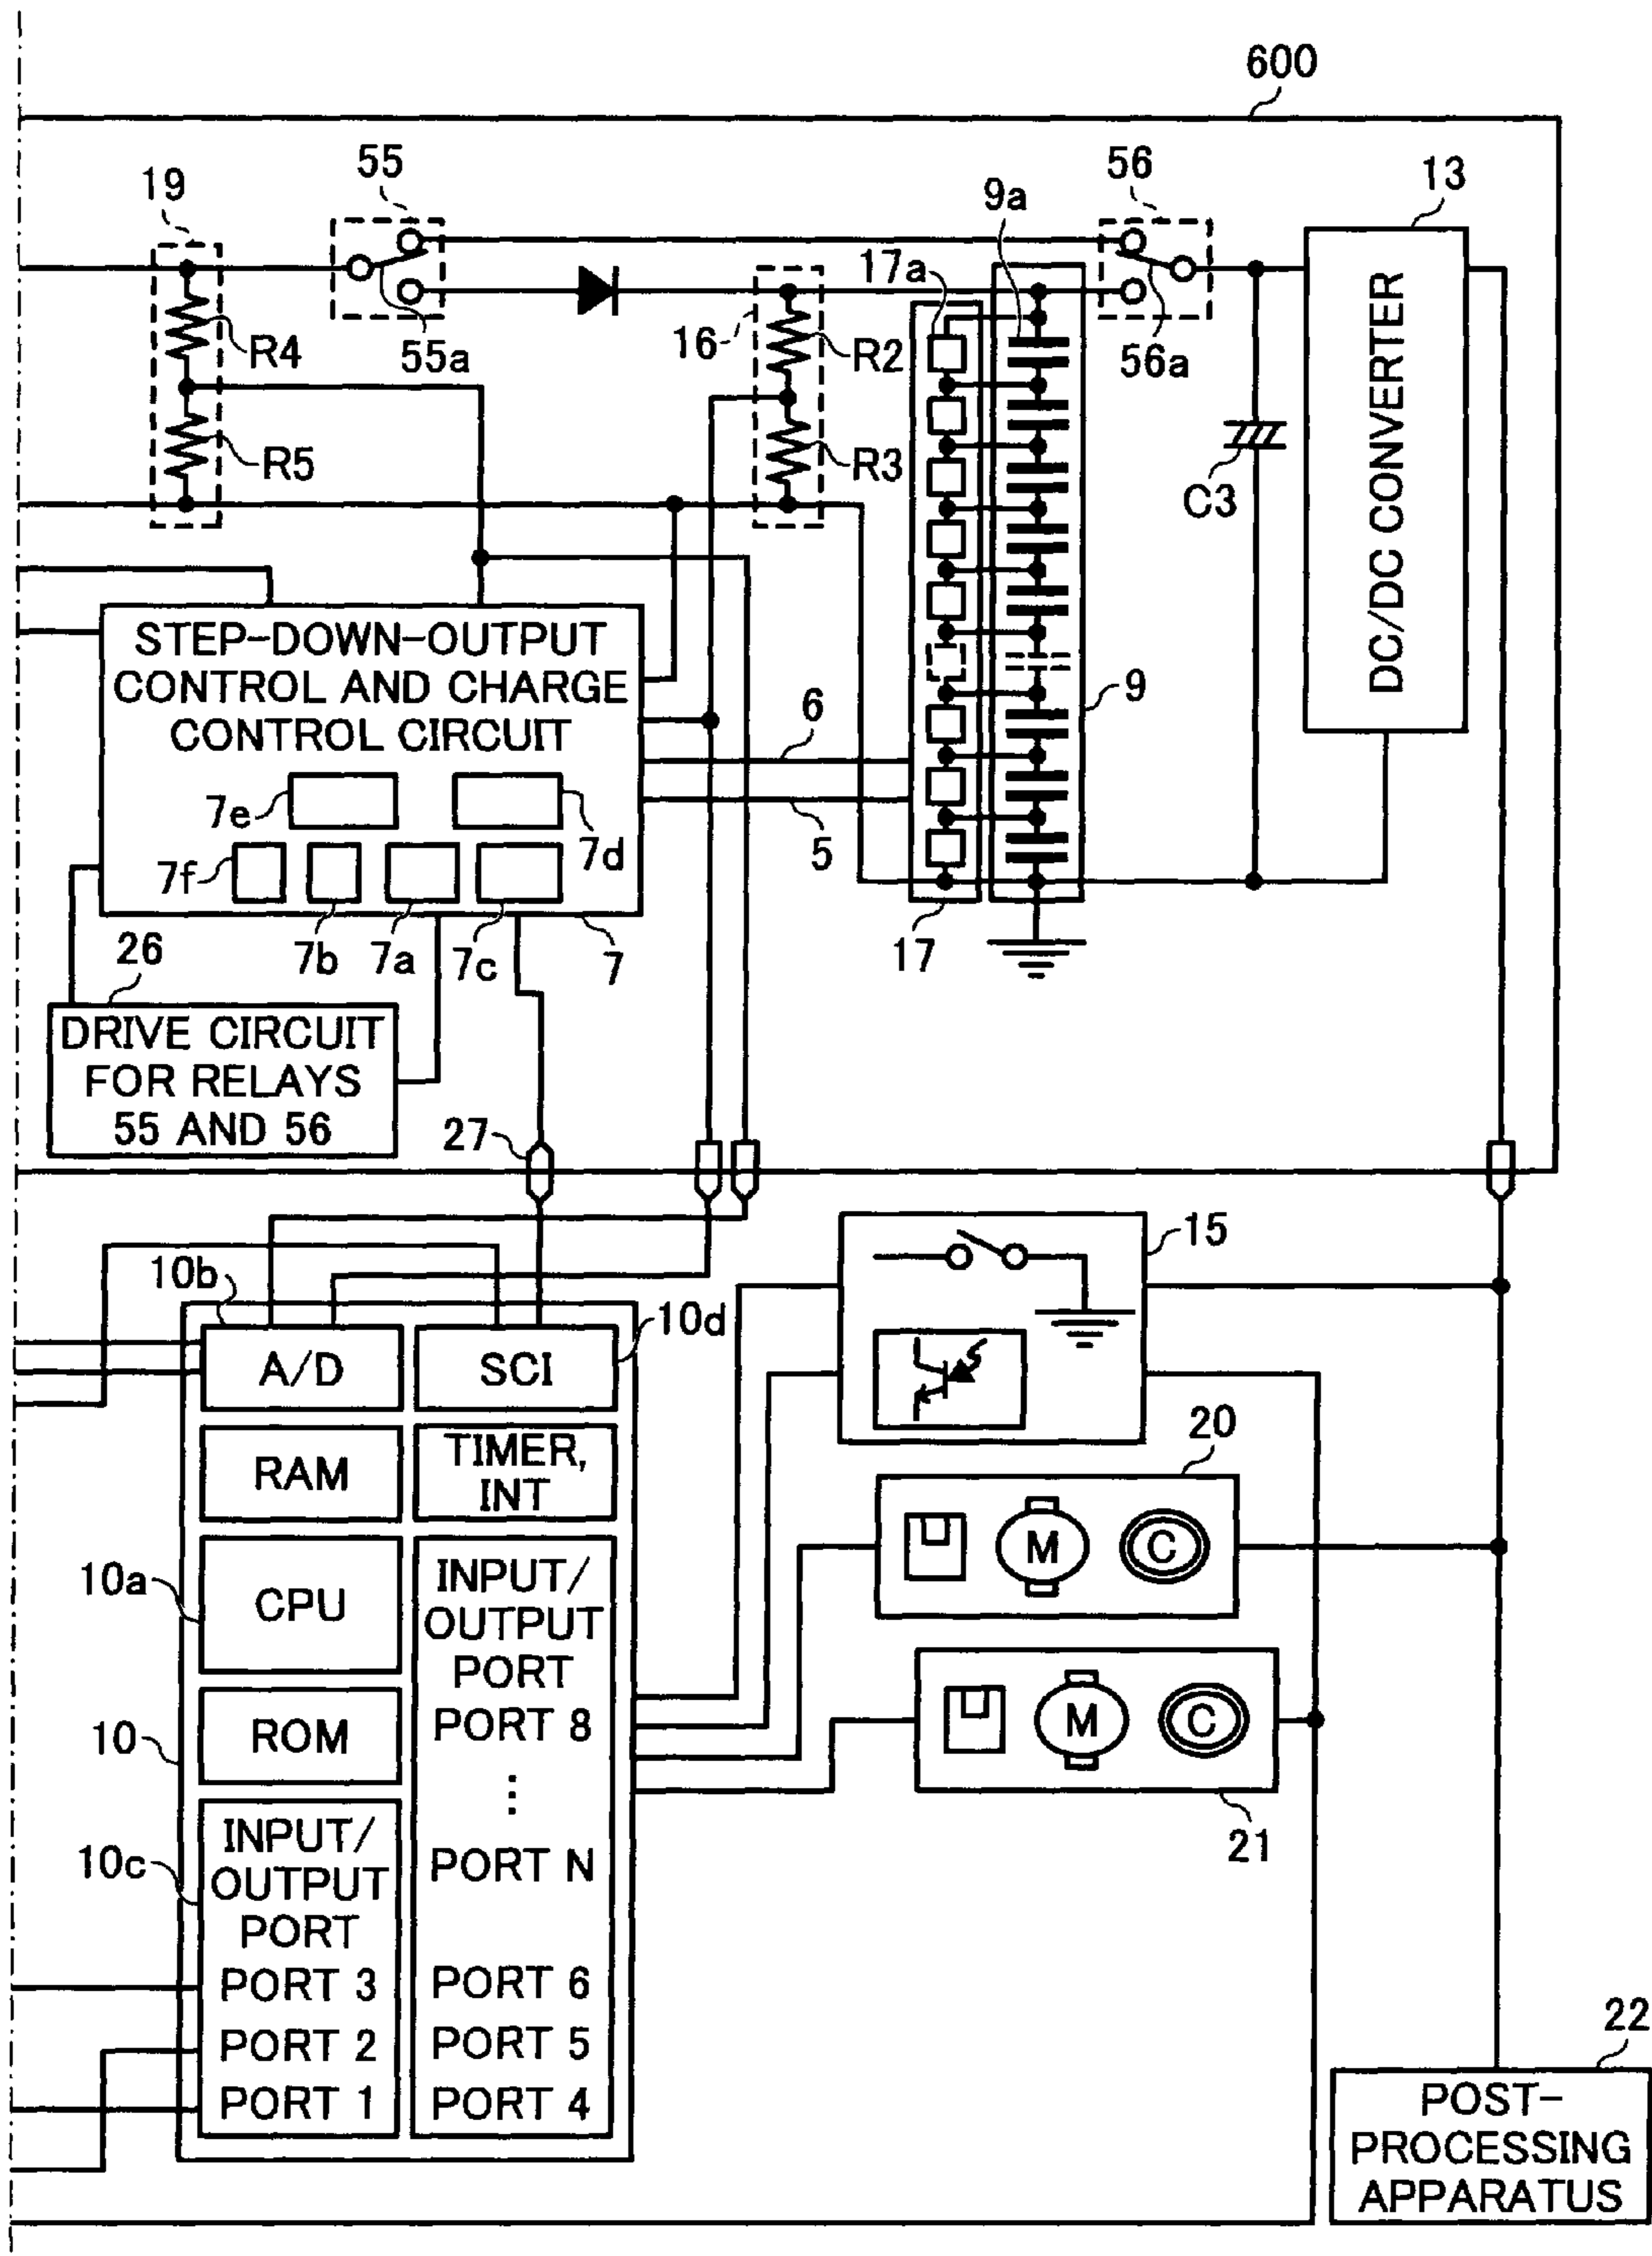 600
55
56
13
19
9a
17a
R4
55a
16
R2
56a
R5
R3
C3
DC/DC CONVERTER
STEP-DOWN-OUTPUT
CONTROL AND CHARGE
CONTROL CIRCUIT
6
9
7e
7d
5
7f
7b
7a
7c
7
17
26
DRIVE CIRCUIT
FOR RELAYS
55 AND 56
27
15
10b
10d
A/D
SCI
20
RAM
TIMER,
INT
M
C
10a
CPU
INPUT/
OUTPUT
PORT
10
ROM
PORT 8
M
C
⋮
21
10c
INPUT/
OUTPUT
PORT
PORT N
PORT 3
PORT 6
PORT 2
PORT 5
PORT 1
PORT 4
22
POST-
PROCESSING
APPARATUS